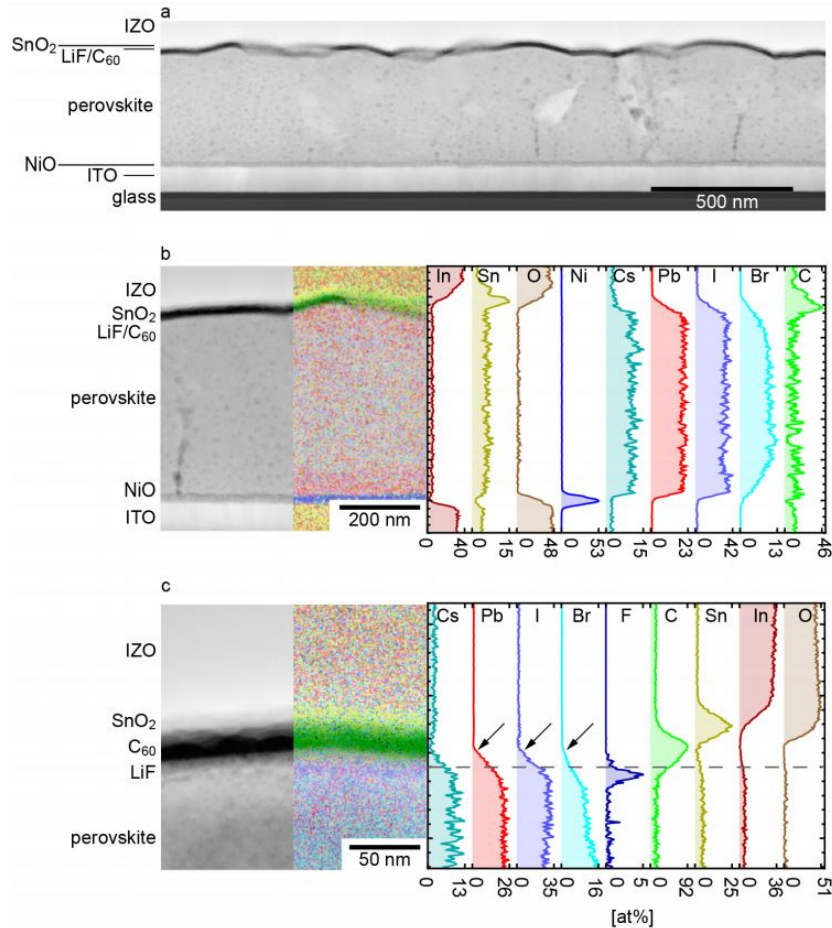 a
IZO
SnO₂
LiF/C₆₀
perovskite
NiO
ITO
glass
500 nm
b
IZO
SnO₂
LiF/C₆₀
perovskite
NiO
ITO
200 nm
In Sn O Ni Cs Pb I Br C
0 40 0 15 0 48 0 53 0 15 0 23 0 42 0 13 0 46
c
IZO
SnO₂
C₆₀
LiF
perovskite
50 nm
Cs Pb I Br F C Sn In O
0 13 0 26 0 35 0 16 0 5 0 92 0 25 0 36 0 51
[at%]